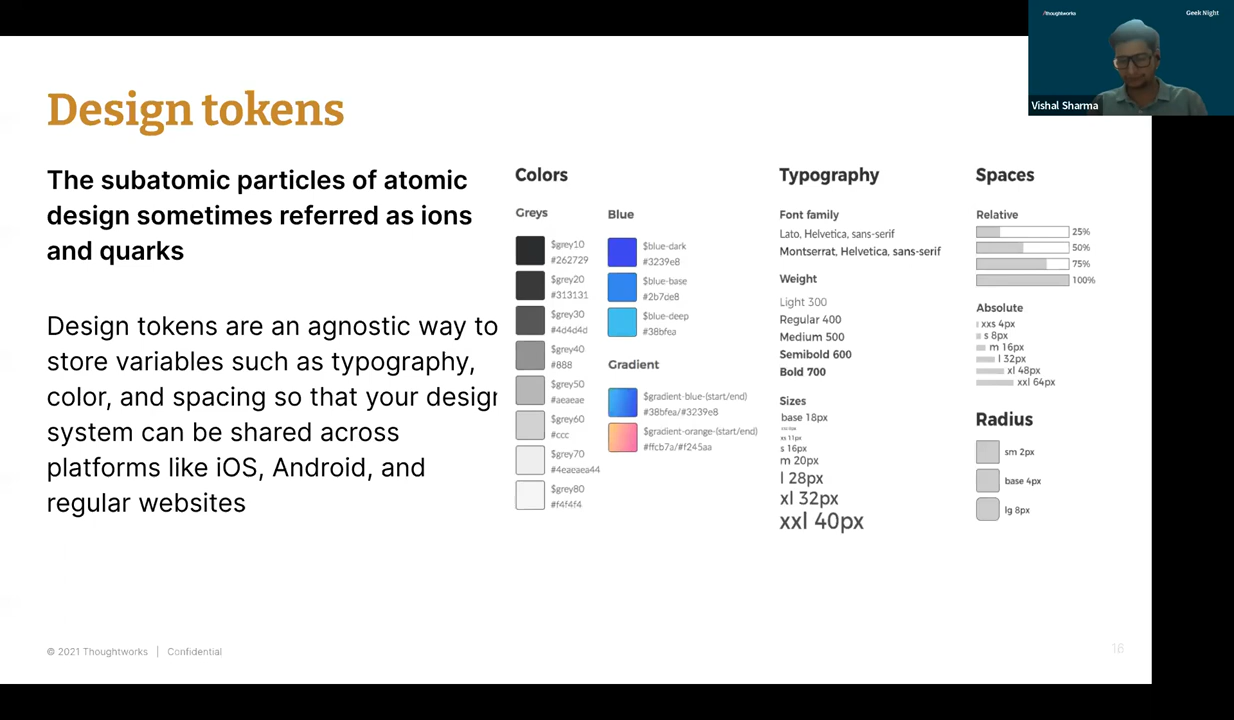 /thoughtworks
Geek Night
Vishal Sharma
Design tokens
The subatomic particles of atomic
design sometimes referred as ions
and quarks
Design tokens are an agnostic way to
store variables such as typography,
color, and spacing so that your design
system can be shared across
platforms like iOS, Android, and
regular websites
Colors
Greys
$grey10
#262729
$grey20
#313131
$grey30
#4d4d4d
$grey40
#888
$grey50
#aeaeae
$grey60
#ccc
$grey70
#4eaeaea44
$grey80
#f4f4f4
Blue
$blue-dark
#3239e8
$blue-base
#2b7de8
$blue-deep
#38bfea
Gradient
$gradient-blue-(start/end)
#38bfea/#3239e8
$gradient-orange-(start/end)
#ffcb7a/#f245aa
Typography
Font family
Lato, Helvetica, sans-serif
Montserrat, Helvetica, sans-serif
Weight
Light 300
Regular 400
Medium 500
Semibold 600
Bold 700
Sizes
base 18px
xs 11px
s 16px
m 20px
l 28px
xl 32px
xxl 40px
Spaces
Relative
25%
50%
75%
100%
Absolute
xxs 4px
s 8px
m 16px
l 32px
xl 48px
xxl 64px
Radius
sm 2px
base 4px
lg 8px
© 2021 Thoughtworks | Confidential
16